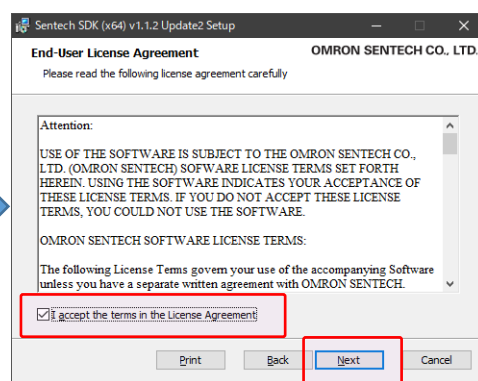 Sentech SDK (x64) v1.1.2 Update2 Setup
End-User License Agreement
OMRON SENTECH CO., LTD.
Please read the following license agreement carefully
Attention:
USE OF THE SOFTWARE IS SUBJECT TO THE OMRON SENTECH CO.,
LTD. (OMRON SENTECH) SOFWARE LICENSE TERMS SET FORTH
HEREIN. USING THE SOFTWARE INDICATES YOUR ACCEPTANCE OF
THESE LICENSE TERMS. IF YOU DO NOT ACCEPT THESE LICENSE
TERMS, YOU COULD NOT USE THE SOFTWARE.
OMRON SENTECH SOFTWARE LICENSE TERMS:
The following License Terms govern your use of the accompanying Software
unless you have a separate written agreement with OMRON SENTECH.
I accept the terms in the License Agreement
Print Back Next Cancel